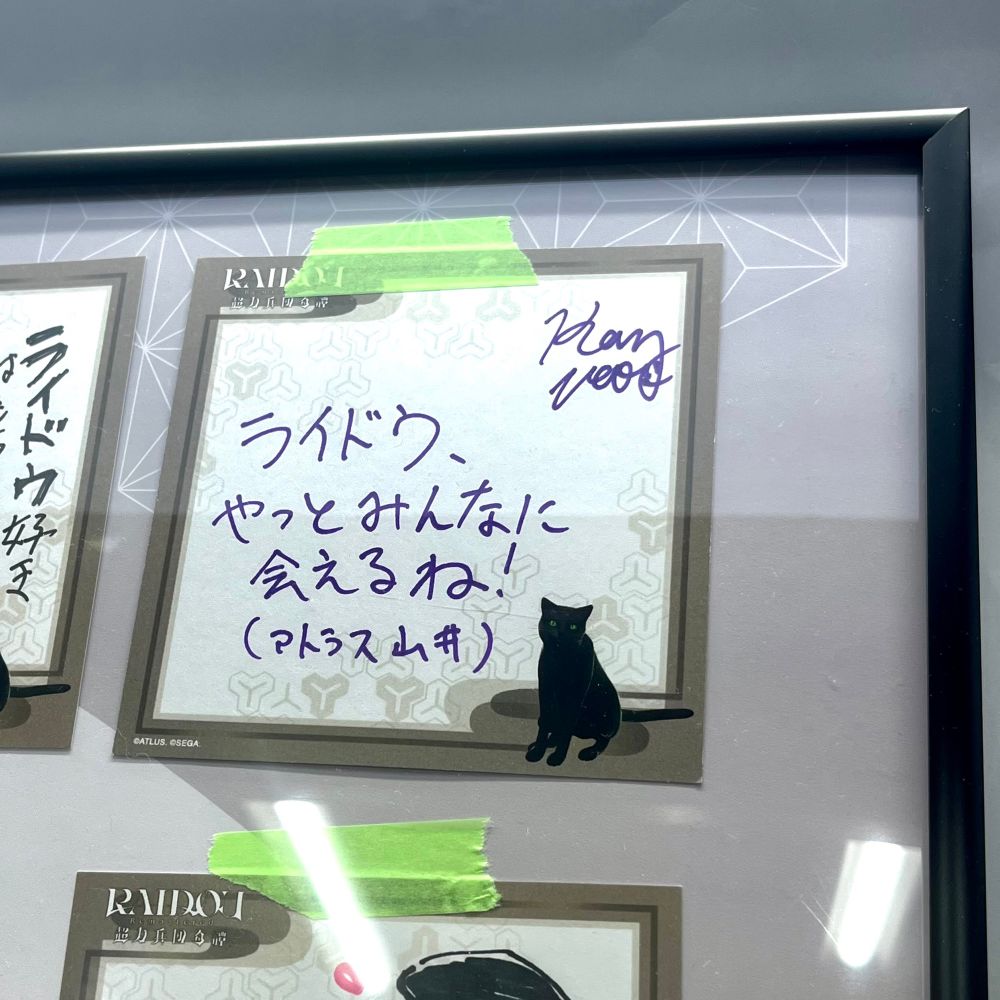 RAIDOU
超力兵団奇譚
ライドウ、
やっとみんなに
会えるね!
(アトラス山井)
©ATLUS. ©SEGA.
ライドウ好き
RAIDOU
Remastered
超力兵団奇譚